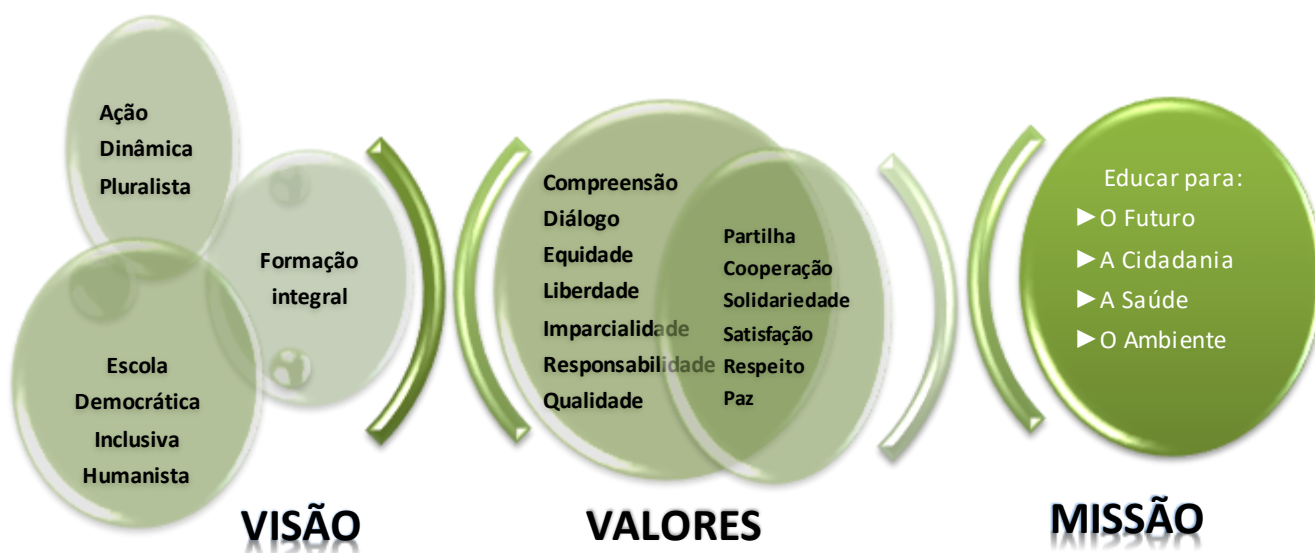 Ação
Dinâmica
Pluralista
Formação
integral
Escola
Democrática
Inclusiva
Humanista
VISÃO
Compreensão
Diálogo
Equidade
Liberdade
Imparcialidade
Responsabilidade
Qualidade
Partilha
Cooperação
Solidariedade
Satisfação
Respeito
Paz
VALORES
Educar para:
►O Futuro
►A Cidadania
►A Saúde
►O Ambiente
MISSÃO